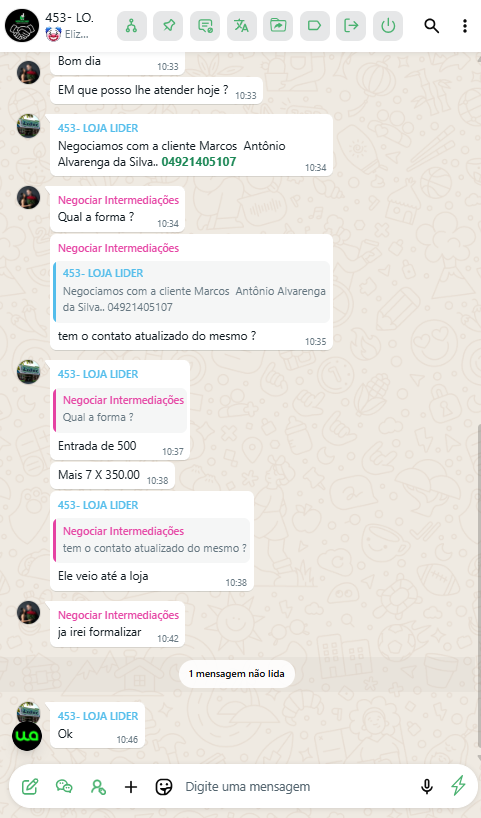 453- LO.
Eliz...
Bom dia
10:33
EM que posso lhe atender hoje ?
10:33
453- LOJA LIDER
Negociamos com a cliente Marcos Antônio
Alvarenga da Silva.. 04921405107
10:34
Negociar Intermediações
Qual a forma ?
10:34
Negociar Intermediações
453- LOJA LIDER
Negociamos com a cliente Marcos Antônio Alvarenga
da Silva.. 04921405107
tem o contato atualizado do mesmo ?
10:35
453- LOJA LIDER
Negociar Intermediações
Qual a forma ?
Entrada de 500
10:37
Mais 7 X 350.00
10:38
453- LOJA LIDER
Negociar Intermediações
tem o contato atualizado do mesmo ?
Ele veio até a loja
10:38
Negociar Intermediações
ja irei formalizar
10:42
1 mensagem não lida
453- LOJA LIDER
Ok
10:46
Digite uma mensagem